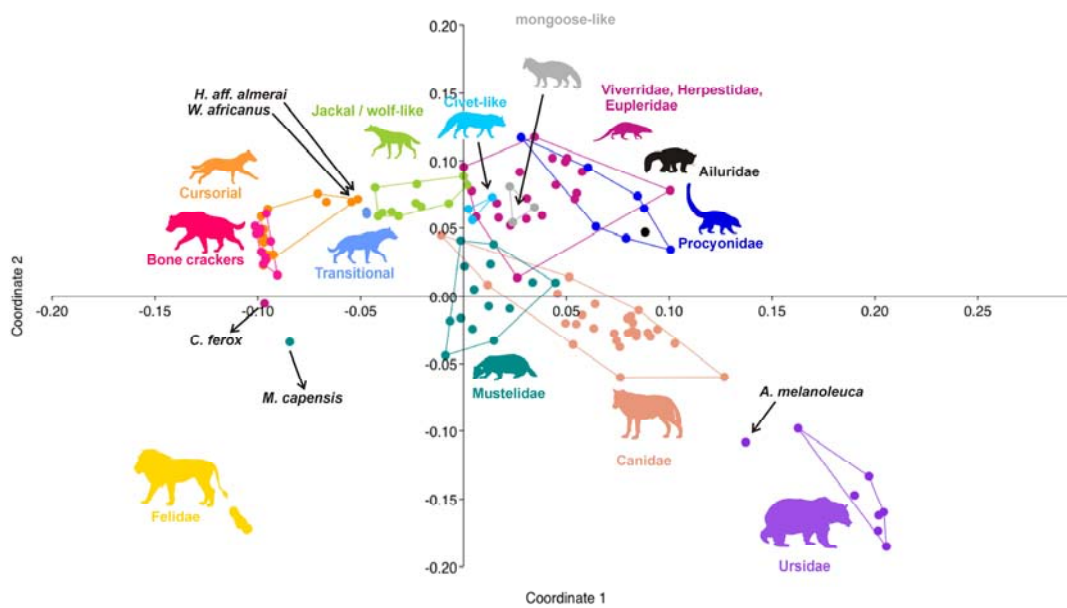 mongoose-like
0.20
0.15
0.10
0.05
0.00
-0.05
-0.10
-0.15
-0.20
Coordinate 2
H. aff. almerai
W. africanus
Jackal / wolf-like
Civet-like
Viverridae, Herpestidae,
Eupleridae
Cursorial
Ailuridae
Bone crackers
Transitional
Procyonidae
-0.20
-0.15
-0.10
-0.05
0.05
0.10
0.15
0.20
0.25
C. ferox
M. capensis
Mustelidae
A. melanoleuca
Canidae
Felidae
Ursidae
Coordinate 1